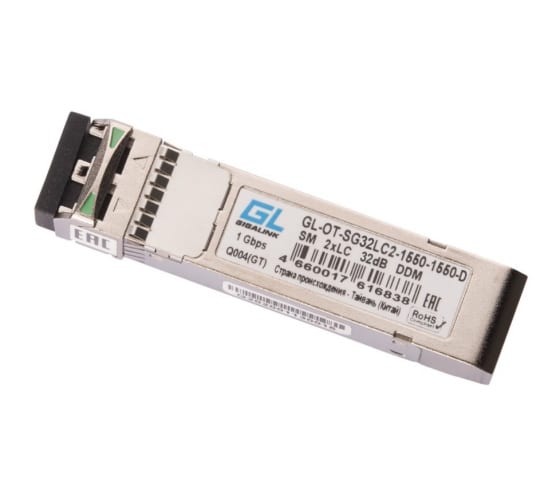 GL
GIGALINK
1 Gbps
Q004(GT)
GL-OT-SG32LC2-1550-1550-D
SM 2xLC 32dB DDM
4 660017 616838
Страна происхождения - Тайвань (Китай)
EAC
RoHS
Compliant
EAC